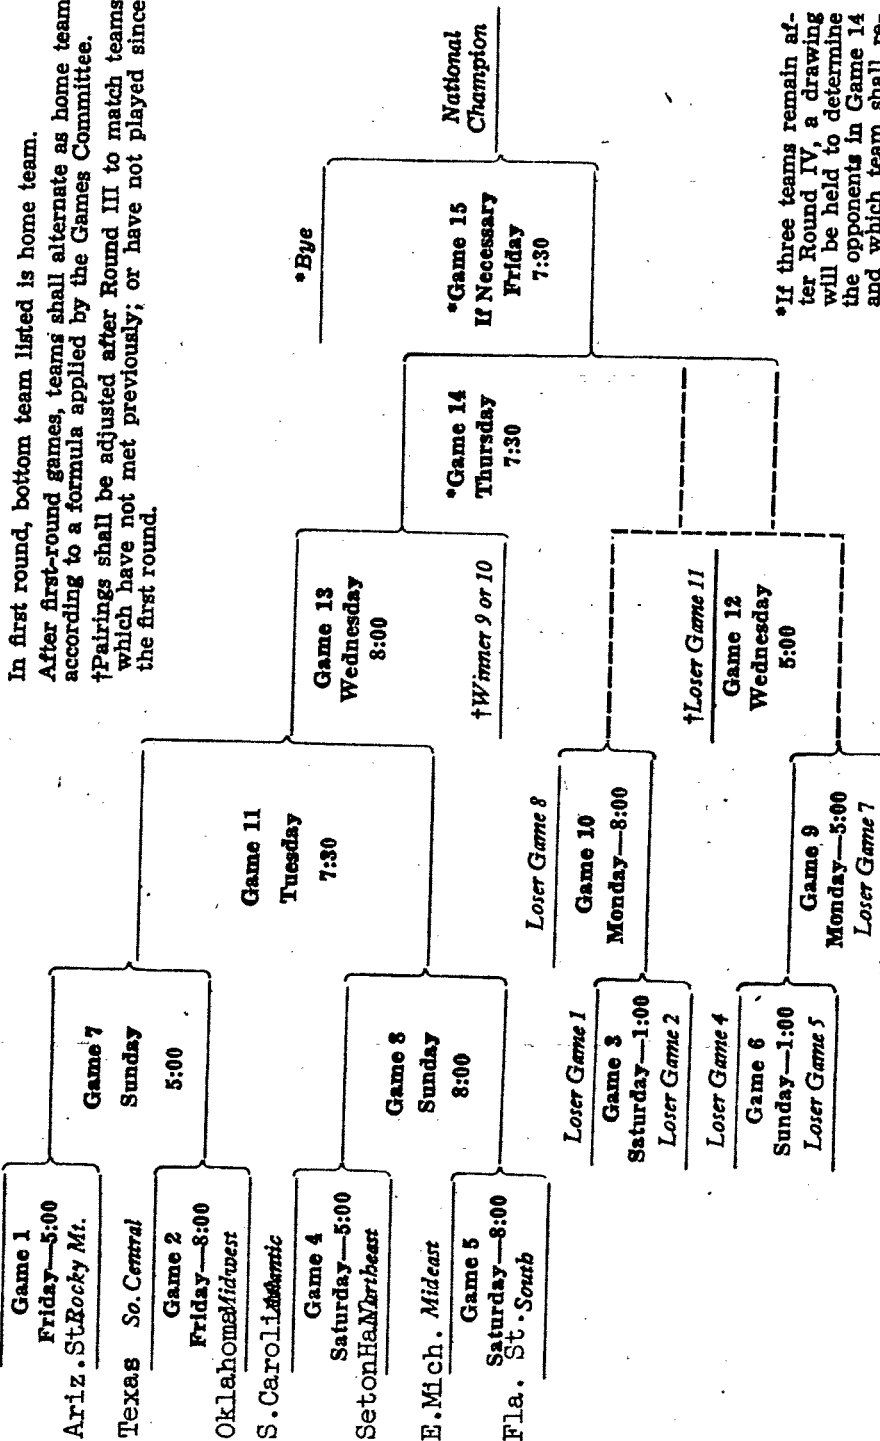 In first round, bottom team listed is home team.
After first-round games, teams shall alternate as home team
according to a formula applied by the Games Committee.
†Pairings shall be adjusted after Round III to match teams
which have not met previously; or have not played since
the first round.
Game 1
Friday—5:00
Ariz.St Rocky Mt.
Texas So. Central
Game 2
Friday—8:00
Oklahoma Midwest
S.Caroli
Game 4
Saturday—5:00
SetonHa Northeast
E.Mich. Mideast
Game 5
Saturday—8:00
Fla. St. South
Game 7
Sunday
5:00
Game 8
Sunday
8:00
Loser Game 1
Game 3
Saturday—1:00
Loser Game 2
Loser Game 4
Game 6
Sunday—1:00
Loser Game 5
Game 11
Tuesday
7:30
Loser Game 8
Game 10
Monday—8:00
Game 9
Monday—5:00
Loser Game 7
Game 13
Wednesday
8:00
†Winner 9 or 10
†Loser Game 11
Game 12
Wednesday
5:00
*Game 14
Thursday
7:30
*Bye
*Game 15
If Necessary
Friday
7:30
National
Champion
*If three teams remain af-
ter Round IV, a drawing
will be held to determine
the opponents in Game 14
and which team shall re-